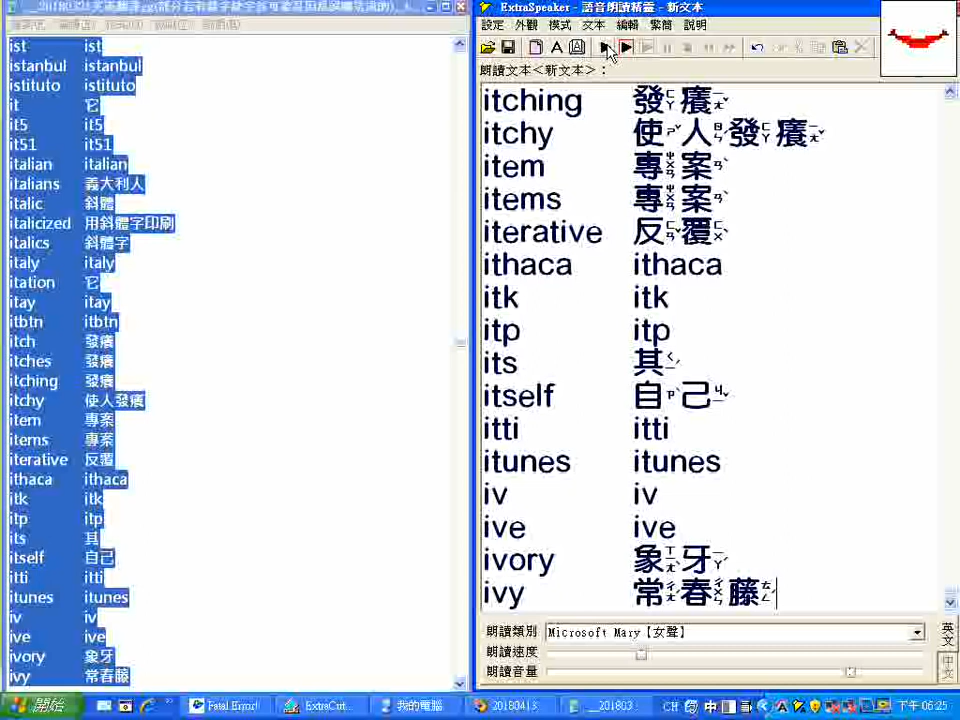 ist ist
istanbul istanbul
istituto istituto
it 它
it5 it5
it51 it51
italian italian
italians 義大利人
italic 斜體
italicized 用斜體字印刷
italics 斜體字
italy italy
itation 它
itay itay
itbtn itbtn
itch 發癢
itches 發癢
itching 發癢
itchy 使人發癢
item 專案
items 專案
iterative 反覆
ithaca ithaca
itk itk
itp itp
its 其
itself 自己
itti itti
itunes itunes
iv iv
ive ive
ivory 象牙
ivy 常春藤
ExtraSpeaker - 語音朗讀精靈 - 新文本
設定 外觀 模式 文本 編輯 繁簡 說明
朗讀文本<新文本>：
itching 發癢
itchy 使人發癢
item 專案
items 專案
iterative 反覆
ithaca ithaca
itk itk
itp itp
its 其
itself 自己
itti itti
itunes itunes
iv iv
ive ive
ivory 象牙
ivy 常春藤
朗讀類別 Microsoft Mary【女聲】
朗讀速度
朗讀音量
英文
中文
開始 Fatal Error! ExtraCut... 我的電腦 20180413 __201803 CH 下午 06:25